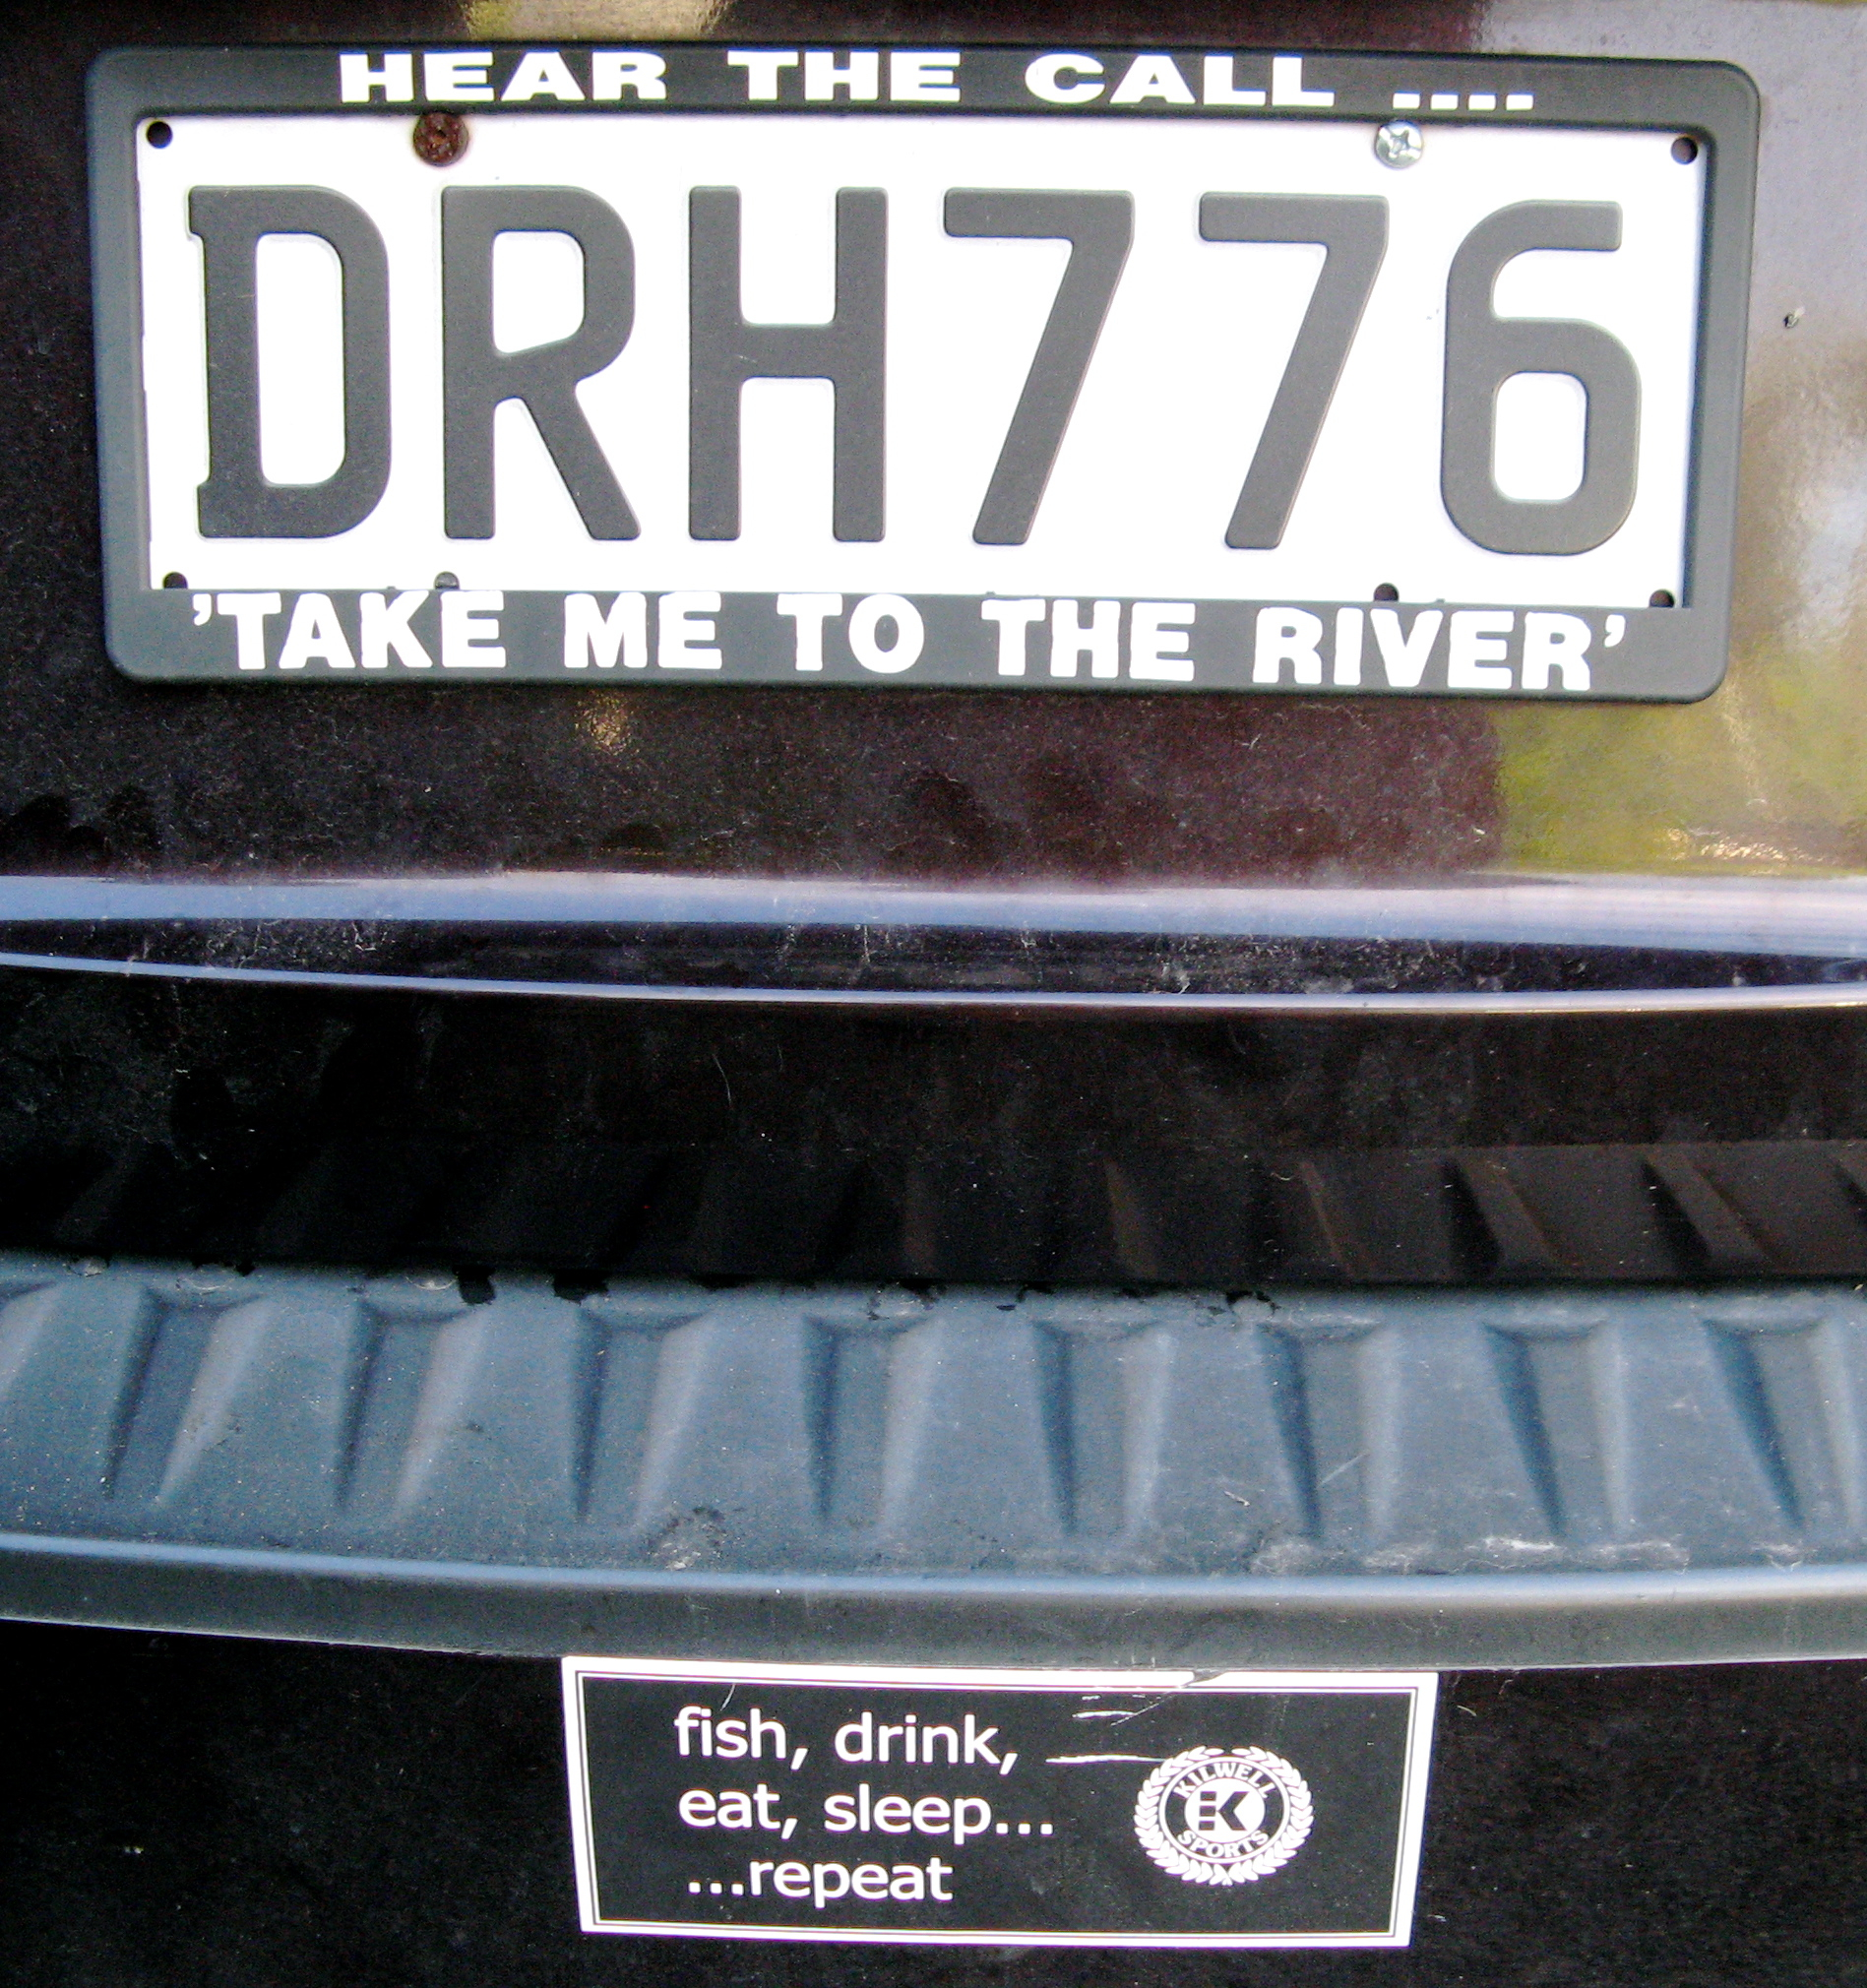 HEAR THE CALL ....
DRH776
'TAKE ME TO THE RIVER'
fish, drink,
eat, sleep...
...repeat
KILWELL
K
SPORTS